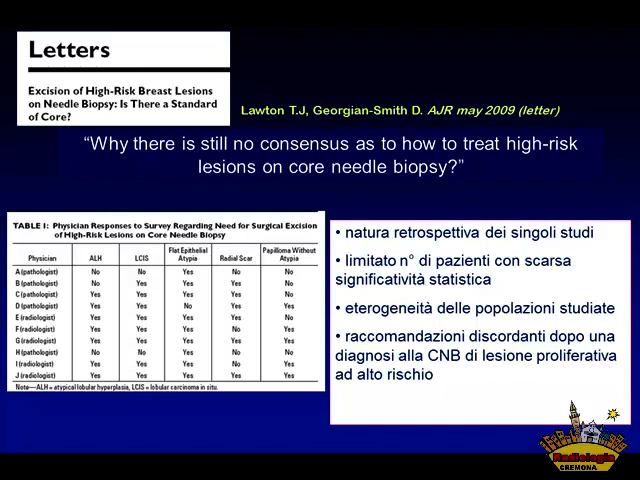 Letters
Excision of High-Risk Breast Lesions
on Needle Biopsy: Is There a Standard
of Core?
Lawton T.J, Georgian-Smith D. AJR may 2009 (letter)
“Why there is still no consensus as to how to treat high-risk
lesions on core needle biopsy?”
TABLE 1: Physician Responses to Survey Regarding Need for Surgical Excision
of High-Risk Lesions on Core Needle Biopsy
Physician ALH LCIS Flat Epithelial Atypia Radial Scar Papilloma Without Atypia
A (pathologist) No No Yes No No
B (pathologist) No Yes Yes Yes No
C (pathologist) Yes Yes Yes Yes No
D (pathologist) Yes Yes No Yes Yes
E (radiologist) Yes Yes Yes Yes No
F (radiologist) Yes Yes Yes No Yes
G (radiologist) Yes Yes Yes Yes Yes
H (pathologist) No No Yes No No
I (radiologist) Yes Yes Yes No Yes
J (radiologist) Yes Yes Yes Yes Yes
Note—ALH = atypical lobular hyperplasia, LCIS = lobular carcinoma in situ.
• natura retrospettiva dei singoli studi
• limitato n° di pazienti con scarsa
significatività statistica
• eterogeneità delle popolazioni studiate
• raccomandazioni discordanti dopo una
diagnosi alla CNB di lesione proliferativa
ad alto rischio
Radiologia
CREMONA